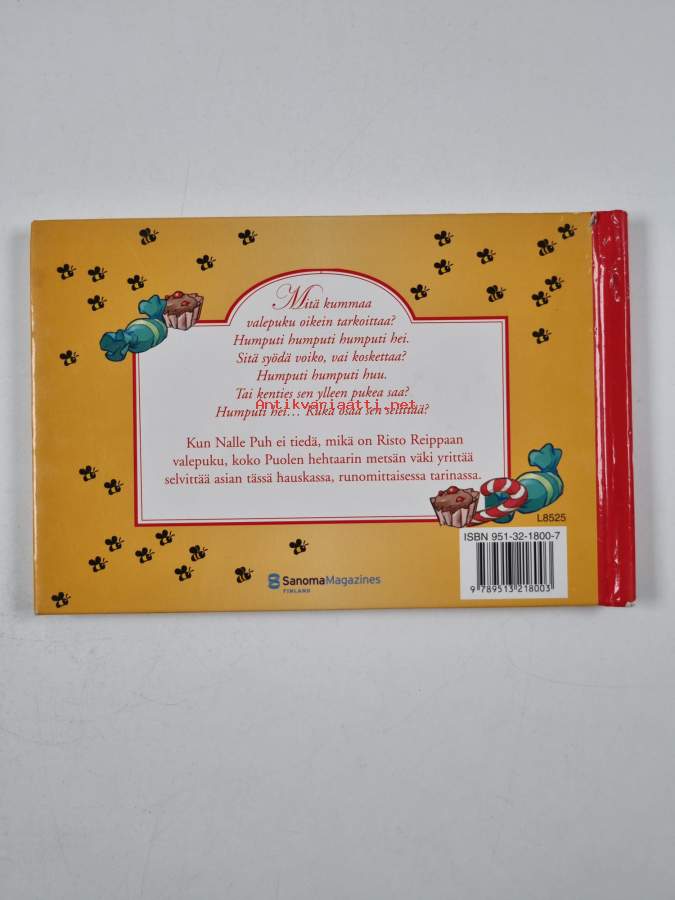 Mitä kummaa
valepuku oikein tarkoittaa?
Humputi humputi humputi hei.
Sitä syödä voiko, vai koskettaa?
Humputi humputi huu.
Tai kenties sen ylleen pukea saa?
Antikvariaatti.net
Humputi hei... Kuka osaa sen selittää?
Kun Nalle Puh ei tiedä, mikä on Risto Reippaan
valepuku, koko Puolen hehtaarin metsän väki yrittää
selvittää asian tässä hauskassa, runomittaisessa tarinassa.
L8525
ISBN 951-32-1800-7
9 789513 218003
SanomaMagazines
FINLAND